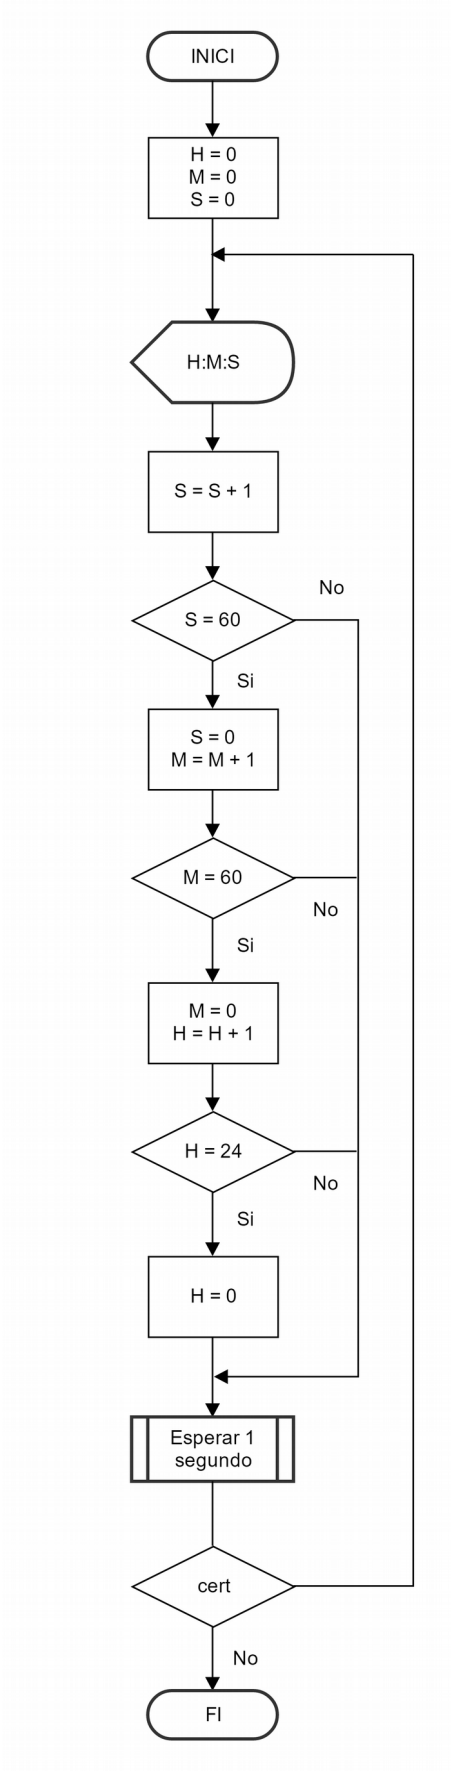 INICI
H = 0
M = 0
S = 0
H:M:S
S = S + 1
No
S = 60
Si
S = 0
M = M + 1
M = 60
No
Si
M = 0
H = H + 1
H = 24
No
Si
H = 0
Esperar 1
segundo
cert
No
FI